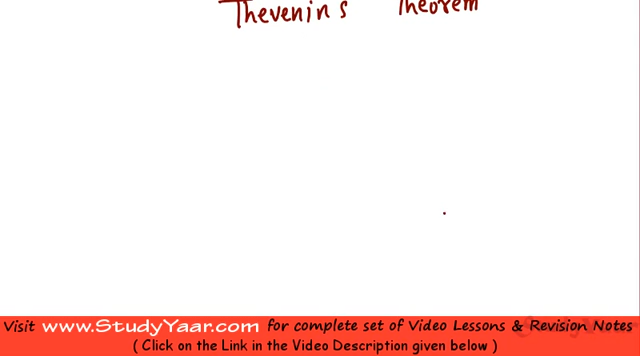 Thevenin s Theorem
Visit www.StudyYaar.com for complete set of Video Lessons & Revision Notes
( Click on the Link in the Video Description given below )